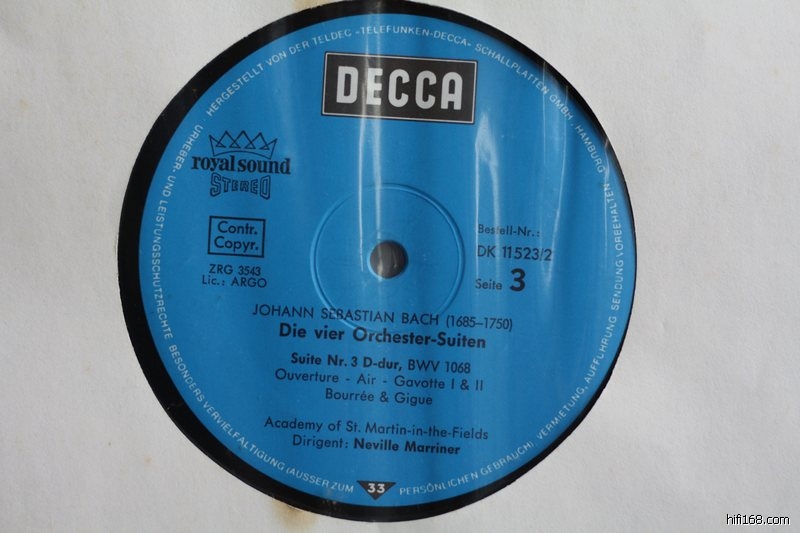 · HERGESTELLT VON DER TELDEC »TELEFUNKEN-DECCA« SCHALLPLATTEN GMBH · HAMBURG ·
URHEBER- UND LEISTUNGSSCHUTZRECHTE BESONDERS VERVIELFÄLTIGUNG (AUSSER ZUM PERSÖNLICHEN GEBRAUCH), VERMIETUNG, AUFFÜHRUNG SENDUNG VORBEHALTEN
DECCA
royal sound
STEREO
Contr.
Copyr.
ZRG 3543
Lic.: ARGO
Bestell-Nr.:
DK 11523/2
Seite 3
JOHANN SEBASTIAN BACH (1685–1750)
Die vier Orchester-Suiten
Suite Nr. 3 D-dur, BWV 1068
Ouverture - Air - Gavotte I & II
Bourrée & Gigue
Academy of St. Martin-in-the-Fields
Dirigent: Neville Marriner
33
hifi168.com